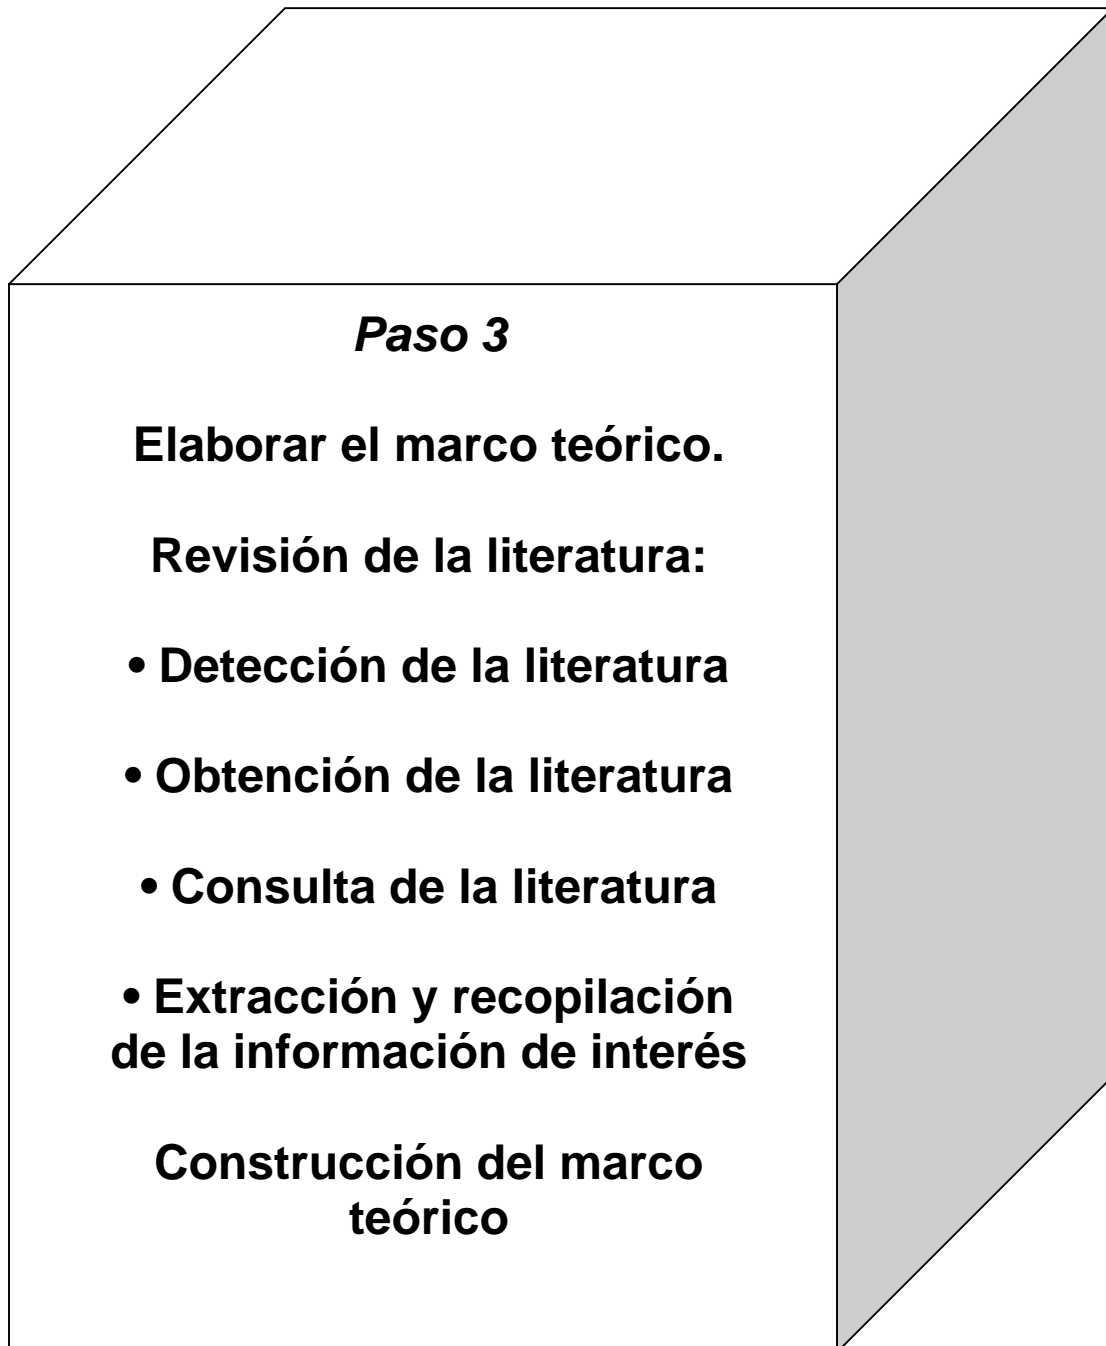 Paso 3
Elaborar el marco teórico.
Revisión de la literatura:
• Detección de la literatura
• Obtención de la literatura
• Consulta de la literatura
• Extracción y recopilación
de la información de interés
Construcción del marco
teórico